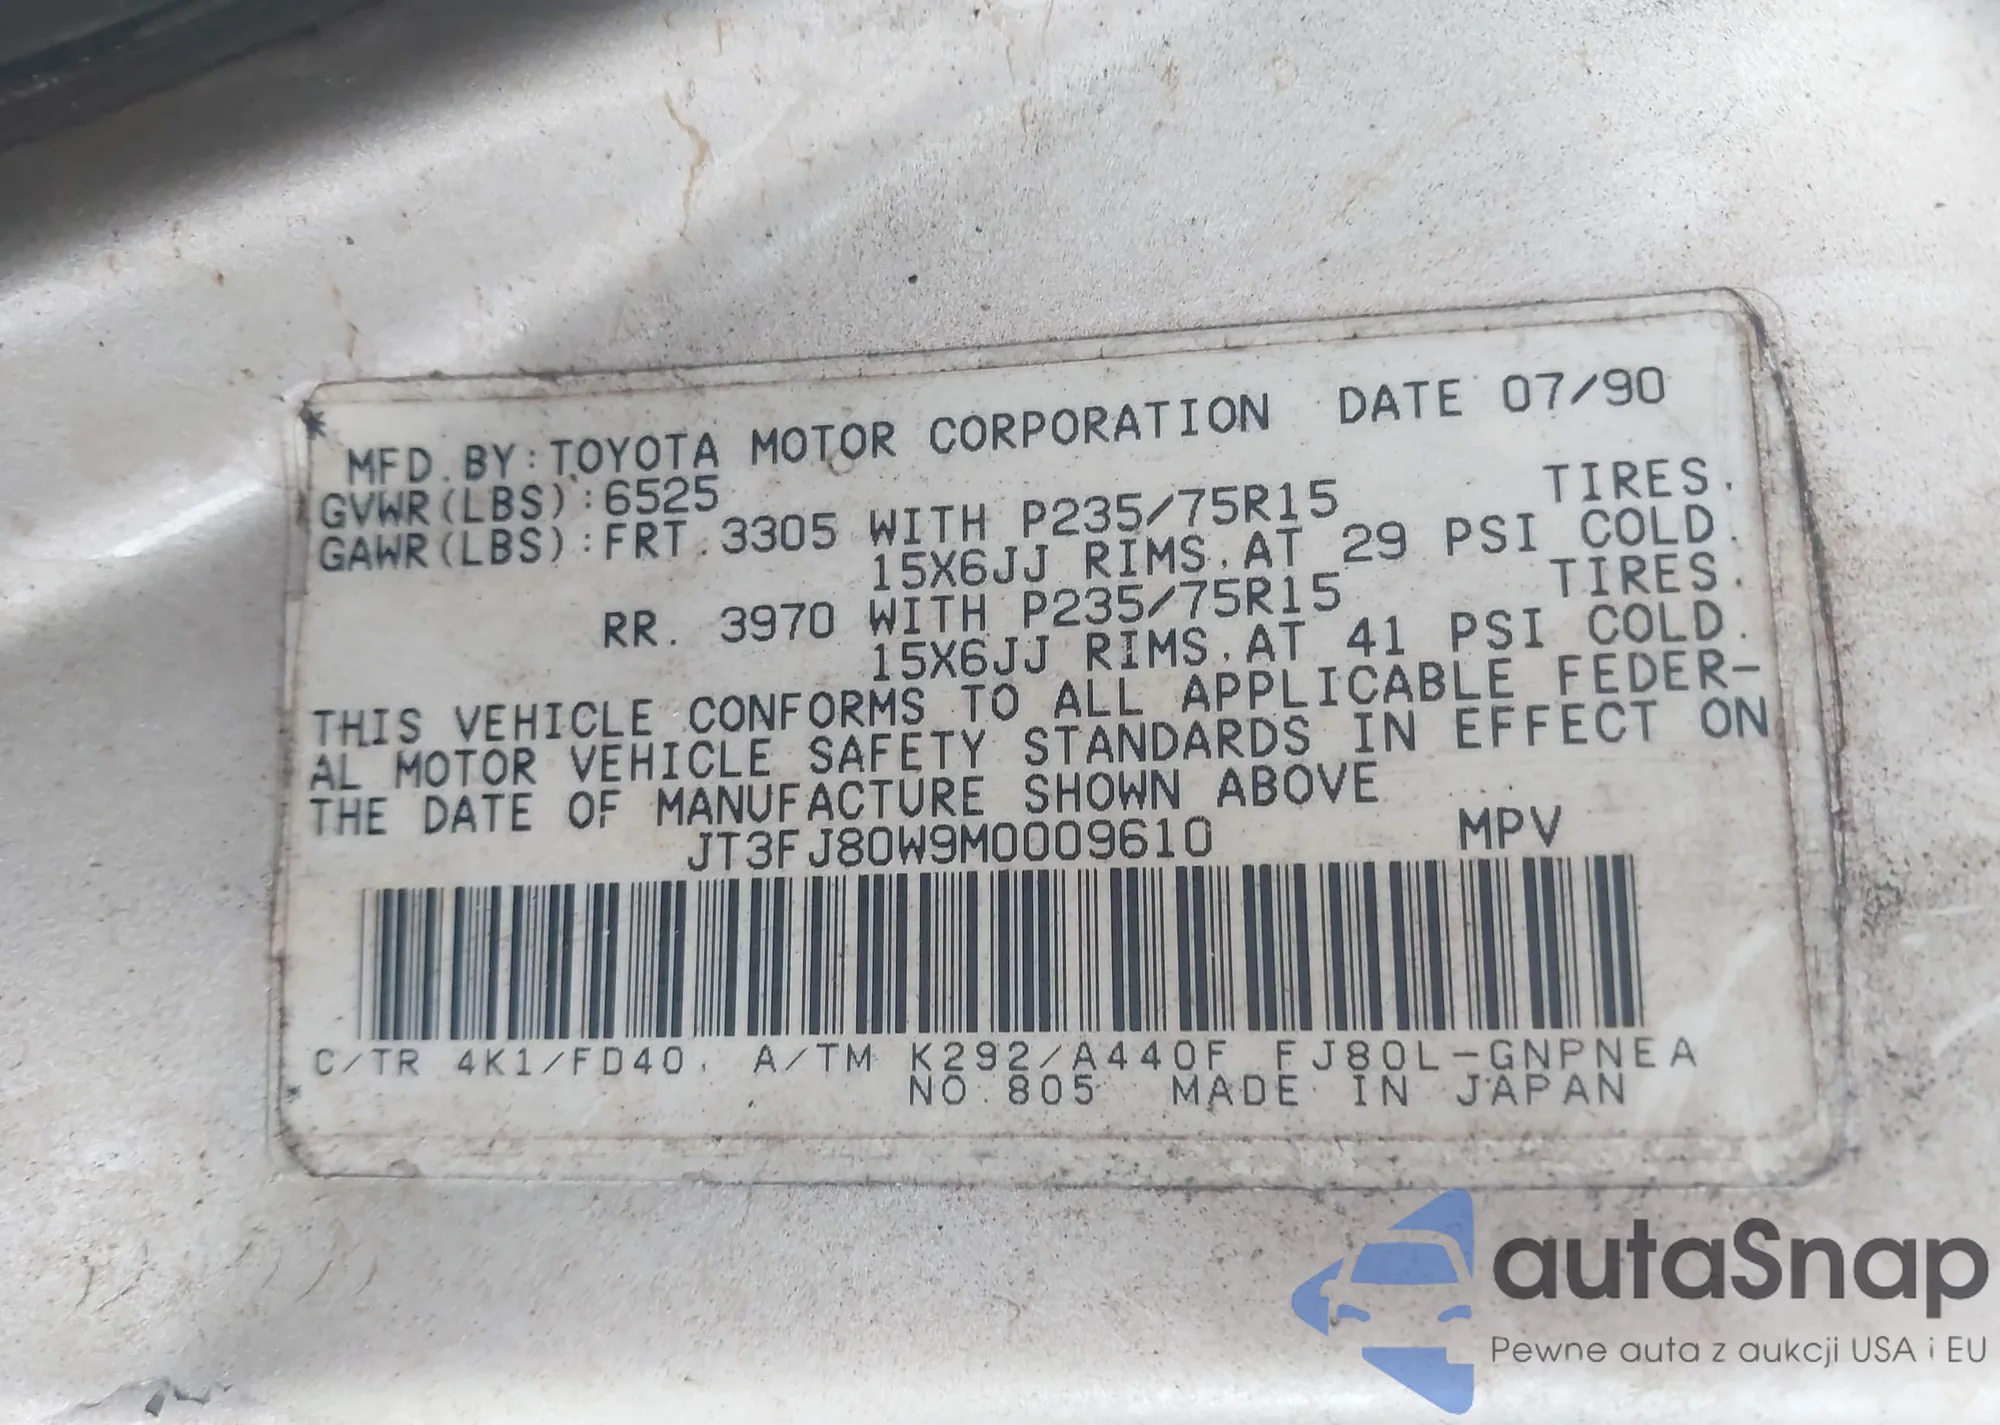 MFD.BY:TOYOTA MOTOR CORPORATION DATE 07/90
GVWR(LBS):6525
GAWR(LBS):FRT.3305 WITH P235/75R15 TIRES.
15X6JJ RIMS.AT 29 PSI COLD.
RR. 3970 WITH P235/75R15 TIRES.
15X6JJ RIMS.AT 41 PSI COLD.
THIS VEHICLE CONFORMS TO ALL APPLICABLE FEDER-
AL MOTOR VEHICLE SAFETY STANDARDS IN EFFECT ON
THE DATE OF MANUFACTURE SHOWN ABOVE
JT3FJ80W9M0009610 MPV
C/TR 4K1/FD40. A/TM K292/A440F FJ80L-GNPNEA
NO.805 MADE IN JAPAN
autaSnap
Pewne auta z aukcji USA i EU